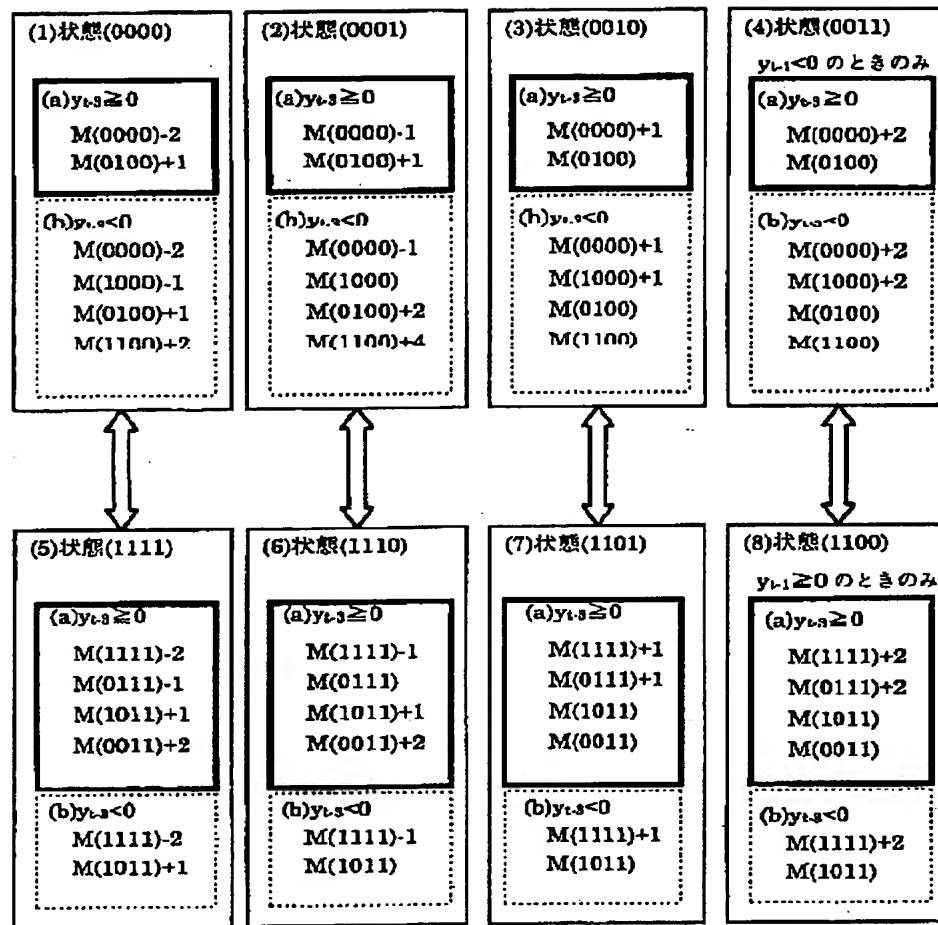 (1)状態(0000)
(a)yt-3≧0
M(0000)-2
M(0100)+1
(b)yt-3<0
M(0000)-2
M(1000)-1
M(0100)+1
M(1100)+2
(2)状態(0001)
(a)yt-3≧0
M(0000)-1
M(0100)+1
(b)yt-3<0
M(0000)-1
M(1000)
M(0100)+2
M(1100)+4
(3)状態(0010)
(a)yt-3≧0
M(0000)+1
M(0100)
(b)yt-3<0
M(0000)+1
M(1000)+1
M(0100)
M(1100)
(4)状態(0011)
yt-1<0 のときのみ
(a)yt-3≧0
M(0000)+2
M(0100)
(b)yt-3<0
M(0000)+2
M(1000)+2
M(0100)
M(1100)
(5)状態(1111)
(a)yt-3≧0
M(1111)-2
M(0111)-1
M(1011)+1
M(0011)+2
(b)yt-3<0
M(1111)-2
M(1011)+1
(6)状態(1110)
(a)yt-3≧0
M(1111)-1
M(0111)
M(1011)+1
M(0011)+2
(b)yt-3<0
M(1111)-1
M(1011)
(7)状態(1101)
(a)yt-3≧0
M(1111)+1
M(0111)+1
M(1011)
M(0011)
(b)yt-3<0
M(1111)+1
M(1011)
(8)状態(1100)
yt-1≧0 のときのみ
(a)yt-3≧0
M(1111)+2
M(0111)+2
M(1011)
M(0011)
(b)yt-3<0
M(1111)+2
M(1011)